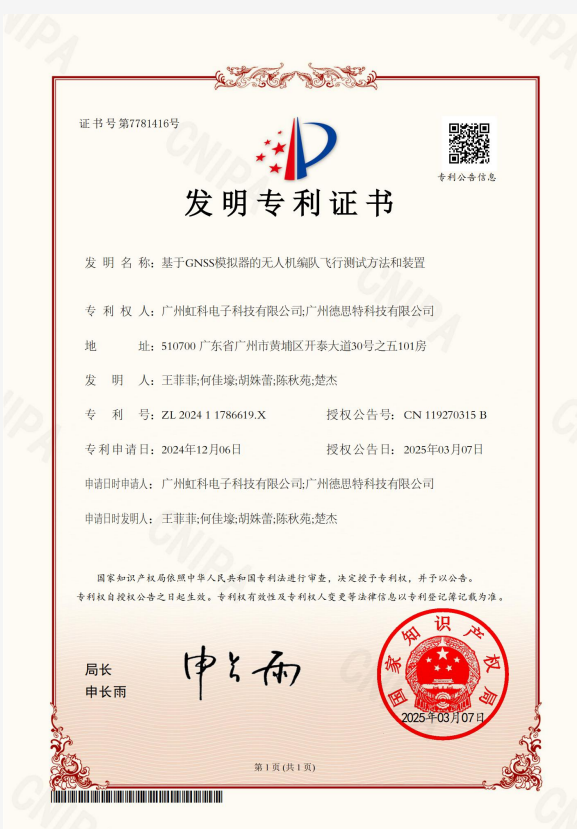 证书号第7781416号
专利公告信息
发明专利证书
发明名称：基于GNSS模拟器的无人机编队飞行测试方法和装置
专利权人：广州虹科电子科技有限公司;广州德思特科技有限公司
地址：510700 广东省广州市黄埔区开泰大道30号之五101房
发明人：王菲菲;何佳壕;胡姝蕾;陈秋苑;楚杰
专利号：ZL 2024 1 1786619.X 授权公告号：CN 119270315 B
专利申请日：2024年12月06日 授权公告日：2025年03月07日
申请日时申请人：广州虹科电子科技有限公司;广州德思特科技有限公司
申请日时发明人：王菲菲;何佳壕;胡姝蕾;陈秋苑;楚杰
国家知识产权局依照中华人民共和国专利法进行审查，决定授予专利权，并予以公告。
专利权自授权公告之日起生效。专利权有效性及专利权人变更等法律信息以专利登记簿记载为准。
局长
申长雨
申长雨
国家知识产权局
2025年03月07日
第1页(共1页)
CNIPA
CNIPA
CNIPA
CNIPA
CNIPA
CNIPA
CNIPA